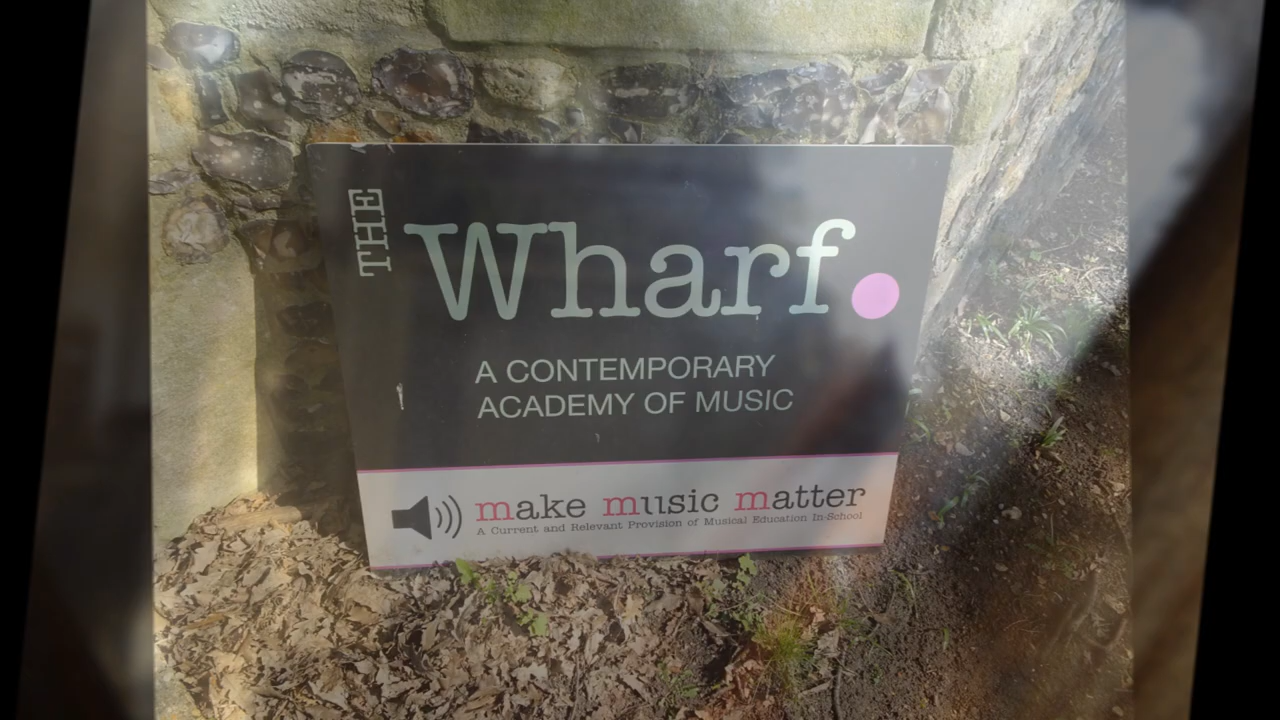 THE
Wharf.
A CONTEMPORARY
ACADEMY OF MUSIC
make music matter
A Current and Relevant Provision of Musical Education In-School